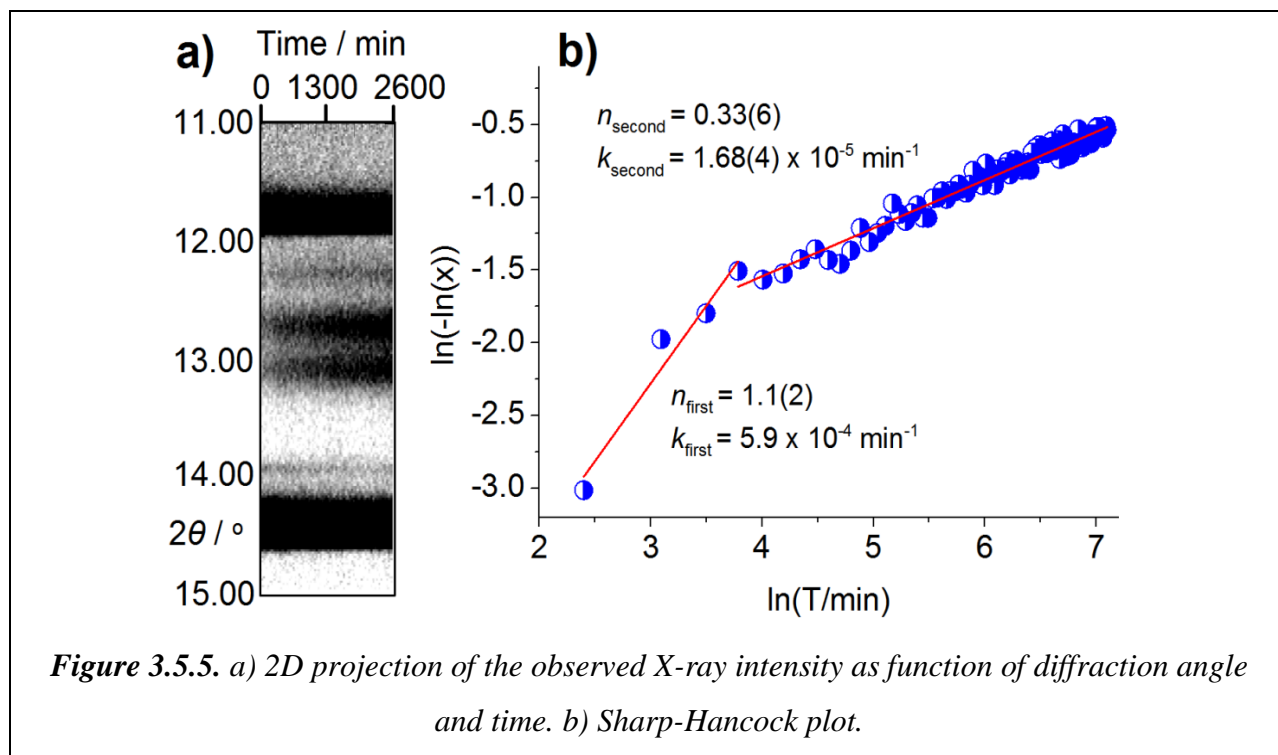 a)
Time / min
0 1300 2600
11.00
12.00
13.00
14.00
2θ / º
15.00
b)
ln(-ln(x))
-0.5
-1.0
-1.5
-2.0
-2.5
-3.0
n second = 0.33(6)
k second = 1.68(4) x 10⁻⁵ min⁻¹
n first = 1.1(2)
k first = 5.9 x 10⁻⁴ min⁻¹
2 3 4 5 6 7
ln(T/min)
Figure 3.5.5. a) 2D projection of the observed X-ray intensity as function of diffraction angle
and time. b) Sharp-Hancock plot.